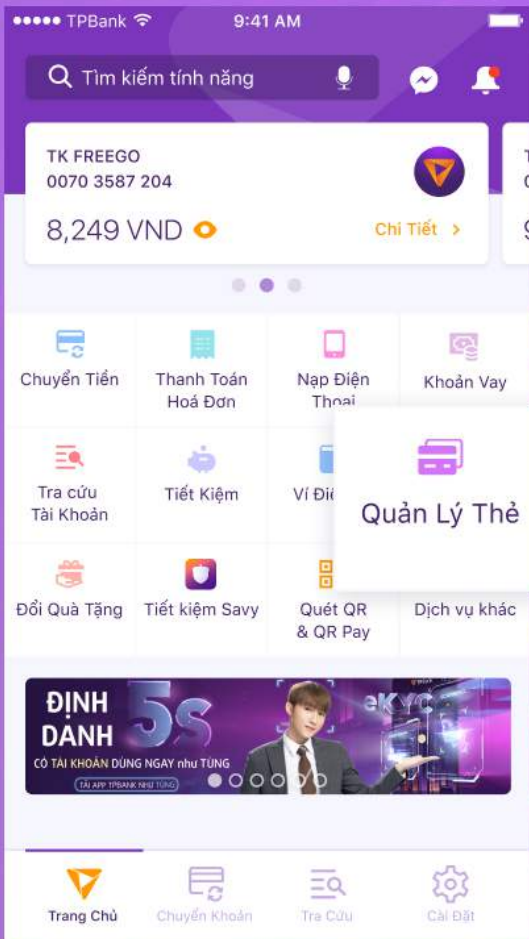 TPBank
9:41 AM
Tìm kiếm tính năng
TK FREEGO
0070 3587 204
8,249 VND
Chi Tiết >
Chuyển Tiền
Thanh Toán
Hoá Đơn
Nạp Điện
Thoại
Khoản Vay
Tra cứu
Tài Khoản
Tiết Kiệm
Ví
Quản Lý Thẻ
Đổi Quà Tặng
Tiết kiệm Savy
Quét QR
& QR Pay
Dịch vụ khác
ĐỊNH
DANH
5s
eKYC
CÓ TÀI KHOẢN DÙNG NGAY như TÙNG
TẢI APP TPBANK NHƯ TÙNG
Trang Chủ
Chuyển Khoản
Tra Cứu
Cài Đặt